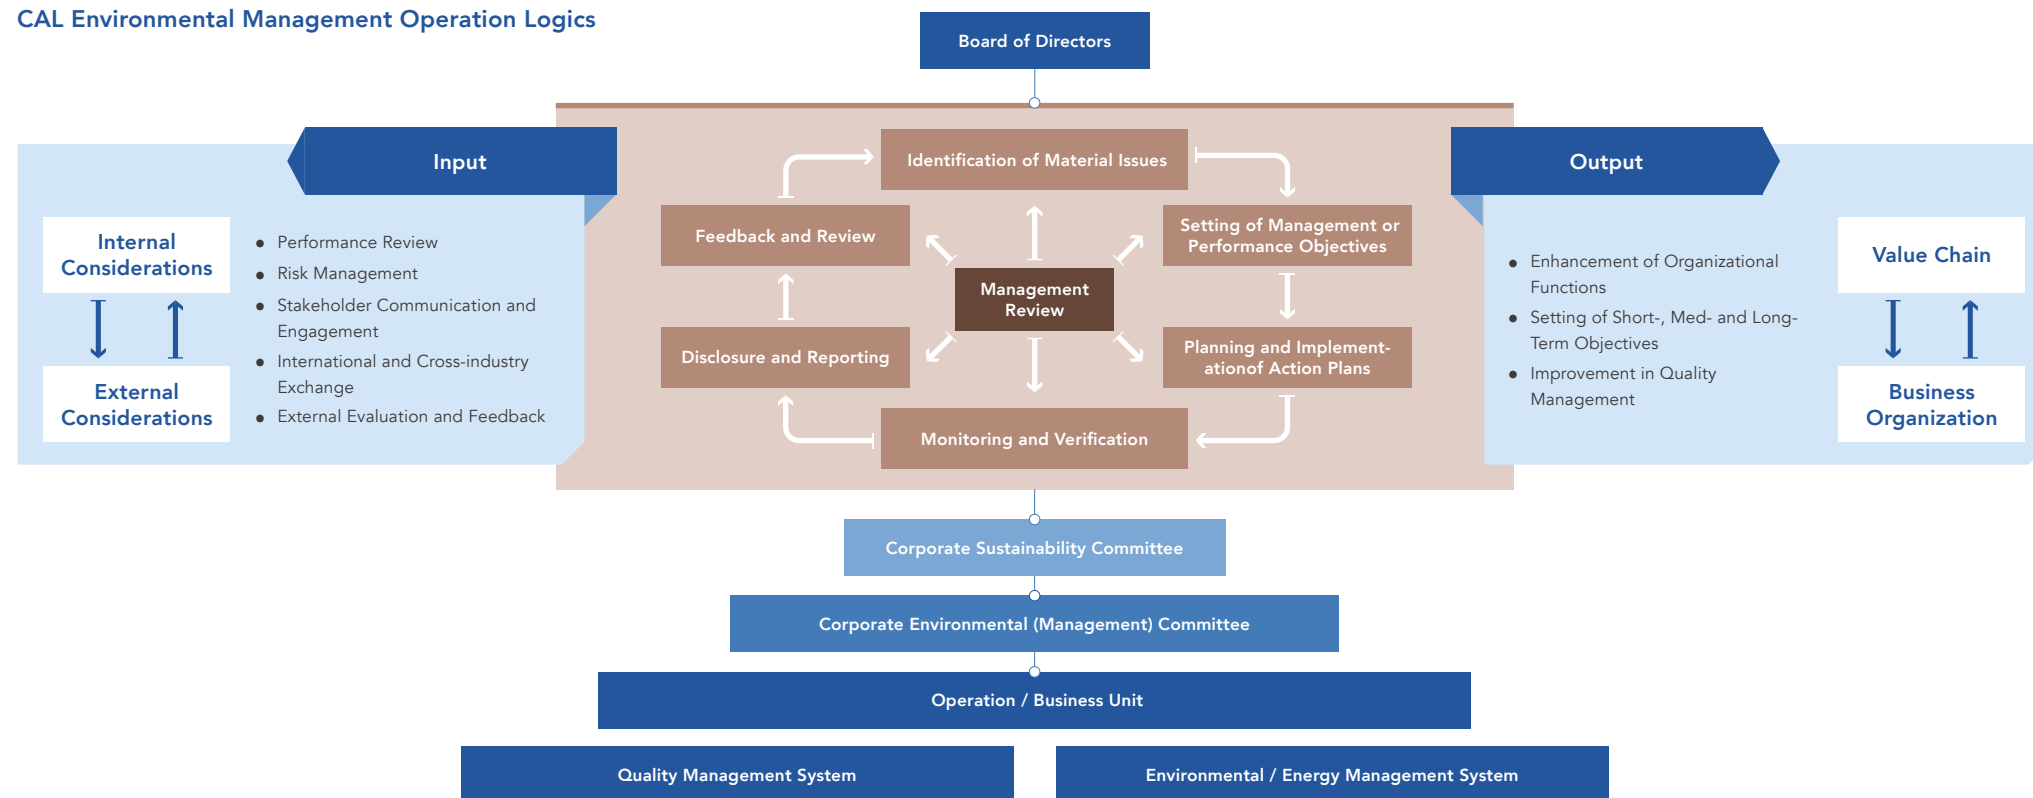 CAL Environmental Management Operation Logics
Board of Directors
Input
Internal
Considerations
External
Considerations
● Performance Review
● Risk Management
● Stakeholder Communication and
Engagement
● International and Cross-industry
Exchange
● External Evaluation and Feedback
Identification of Material Issues
Feedback and Review
Setting of Management or
Performance Objectives
Management
Review
Disclosure and Reporting
Planning and Implement-
ationof Action Plans
Monitoring and Verification
Output
● Enhancement of Organizational
Functions
● Setting of Short-, Med- and Long-
Term Objectives
● Improvement in Quality
Management
Value Chain
Business
Organization
Corporate Sustainability Committee
Corporate Environmental (Management) Committee
Operation / Business Unit
Quality Management System
Environmental / Energy Management System